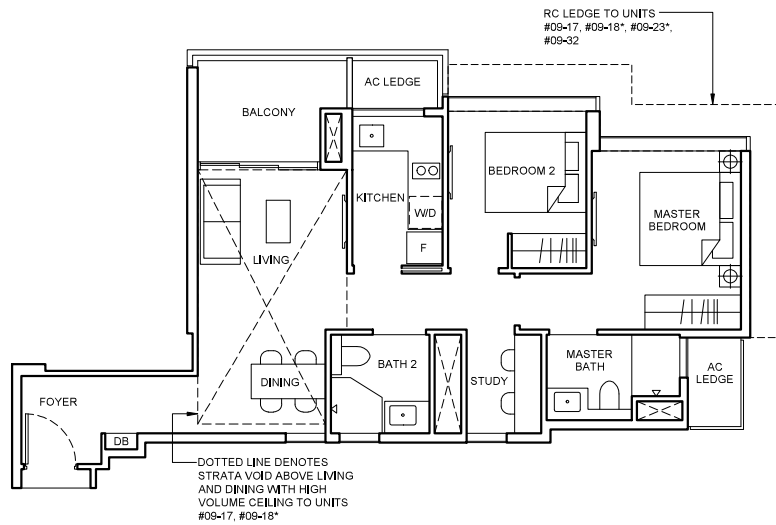 RC LEDGE TO UNITS
#09-17, #09-18*, #09-23*,
#09-32
AC LEDGE
BALCONY
BEDROOM 2
KITCHEN
W/D
MASTER
BEDROOM
F
LIVING
MASTER
BATH
BATH 2
AC
LEDGE
STUDY
DINING
FOYER
DB
DOTTED LINE DENOTES
STRATA VOID ABOVE LIVING
AND DINING WITH HIGH
VOLUME CEILING TO UNITS
#09-17, #09-18*